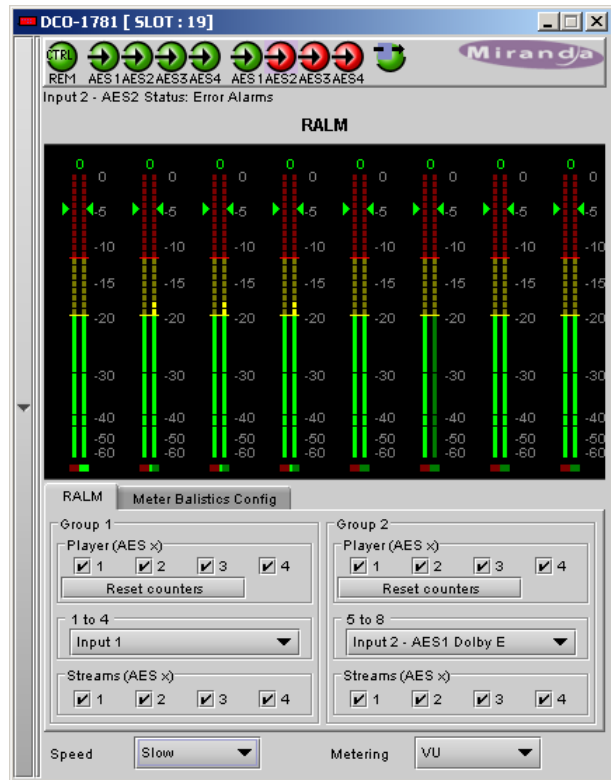 DCO-1781 [ SLOT : 19]
CTRL
Miranda
REM AES1 AES2 AES3 AES4 AES1 AES2 AES3 AES4
Input 2 - AES2 Status: Error Alarms
RALM
0 0 0 0 0 0 0 0
0 0 0 0 0 0 0 0
-5 -5 -5 -5 -5 -5 -5 -5
-10 -10 -10 -10 -10 -10 -10 -10
-15 -15 -15 -15 -15 -15 -15 -15
-20 -20 -20 -20 -20 -20 -20 -20
-30 -30 -30 -30 -30 -30 -30 -30
-40 -40 -40 -40 -40 -40 -40 -40
-50 -50 -50 -50 -50 -50 -50 -50
-60 -60 -60 -60 -60 -60 -60 -60
RALM Meter Balistics Config
Group 1
Player (AES x)
1 2 3 4
Reset counters
1 to 4
Input 1
Streams (AES x)
1 2 3 4
Group 2
Player (AES x)
1 2 3 4
Reset counters
5 to 8
Input 2 - AES1 Dolby E
Streams (AES x)
1 2 3 4
Speed Slow Metering VU